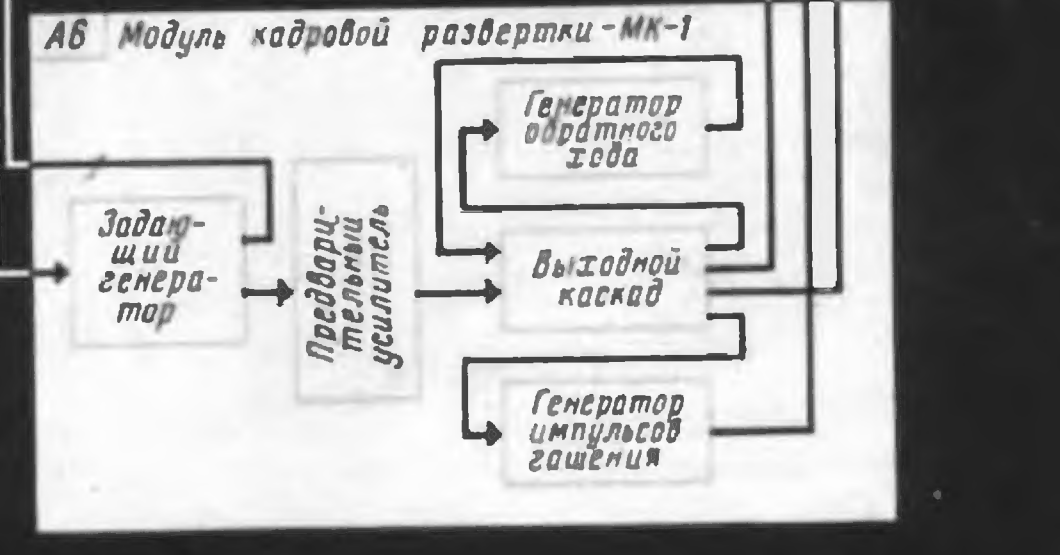 А6 Модуль кадровой развертки-МК-1
Генератор
обратного
хода
Задаю-
щий
генера-
тор
Предвари-
тельный
усилитель
Выходной
каскад
Генератор
импульсов
гашения